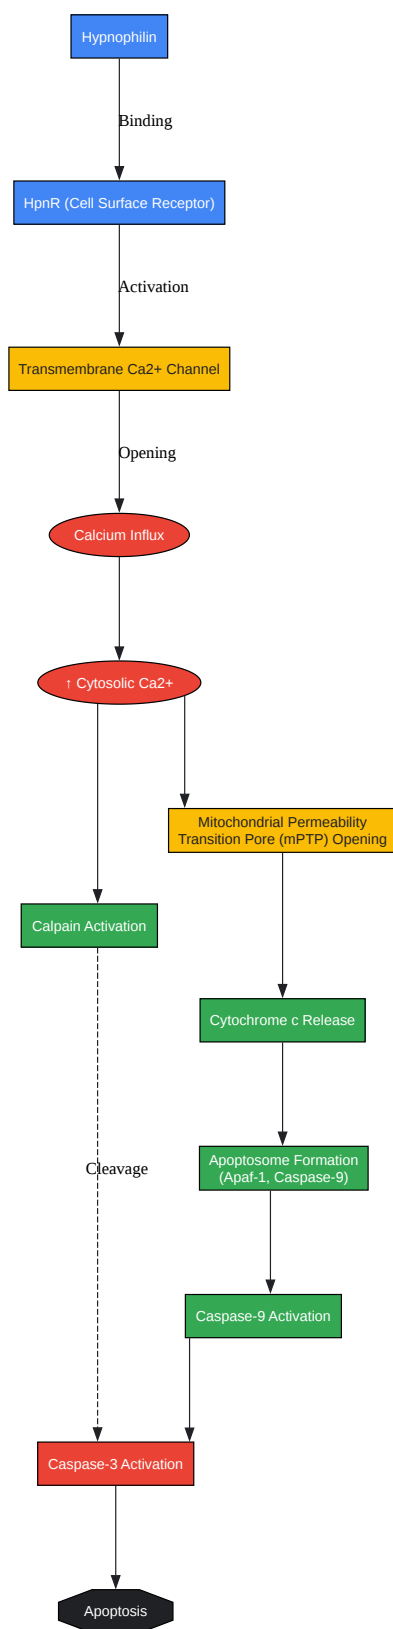 Hypnophilin
Binding
HpnR (Cell Surface Receptor)
Activation
Transmembrane Ca2+ Channel
Opening
Calcium Influx
↑ Cytosolic Ca2+
Mitochondrial Permeability
Transition Pore (mPTP) Opening
Calpain Activation
Cytochrome c Release
Apoptosome Formation
(Apaf-1, Caspase-9)
Cleavage
Caspase-9 Activation
Caspase-3 Activation
Apoptosis